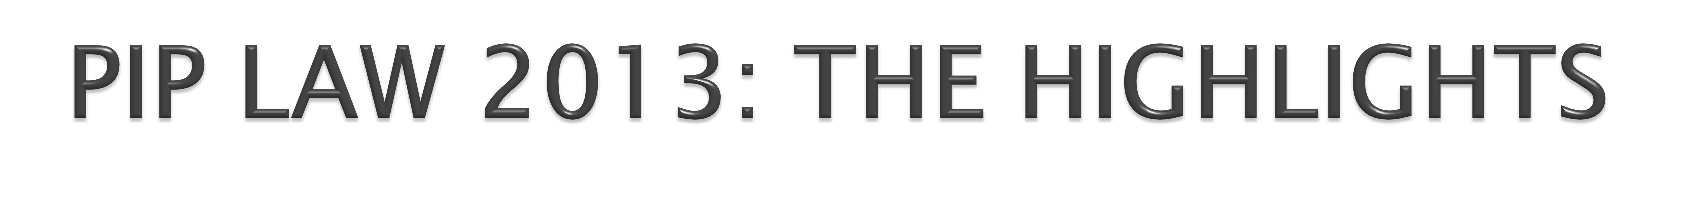 PIP LAW 2013: THE HIGHLIGHTS